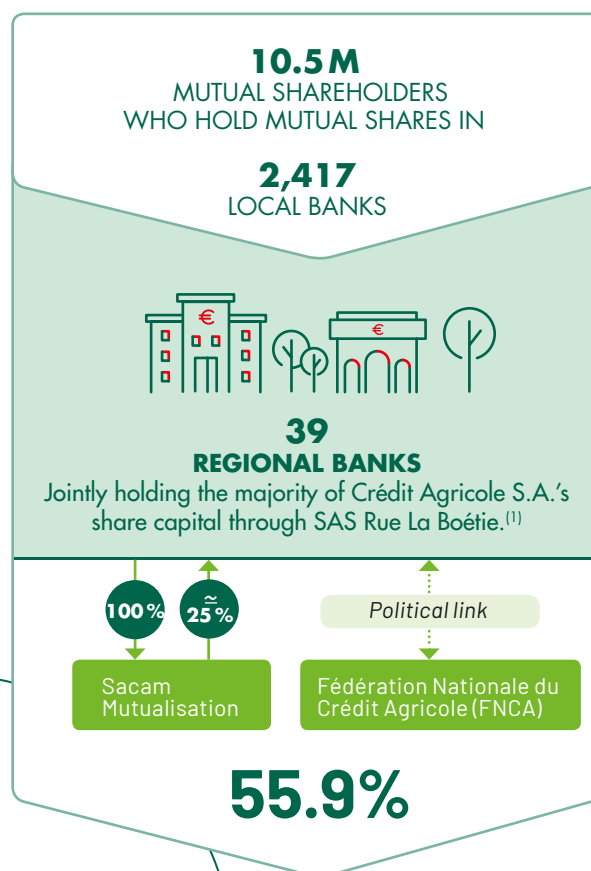 10.5 M
MUTUAL SHAREHOLDERS
WHO HOLD MUTUAL SHARES IN
2,417
LOCAL BANKS
€
€
39
REGIONAL BANKS
Jointly holding the majority of Crédit Agricole S.A.’s
share capital through SAS Rue La Boétie.(1)
100 %
≃
25 %
Political link
Sacam
Mutualisation
Fédération Nationale du
Crédit Agricole (FNCA)
55.9%